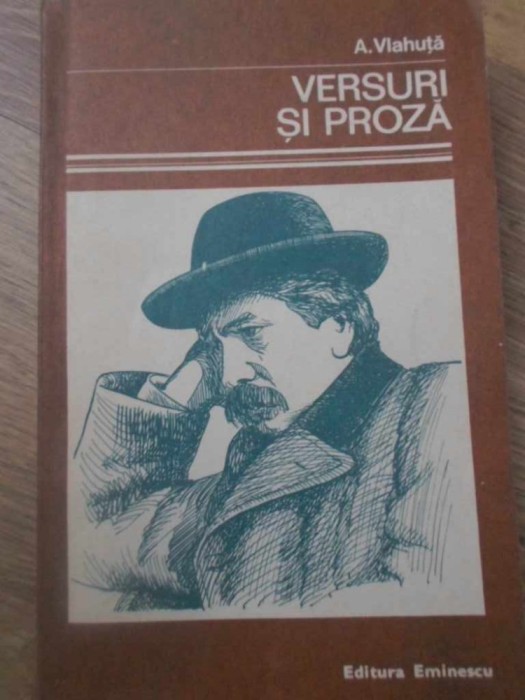 A. Vlahuță
VERSURI
ȘI PROZĂ
Editura Eminescu